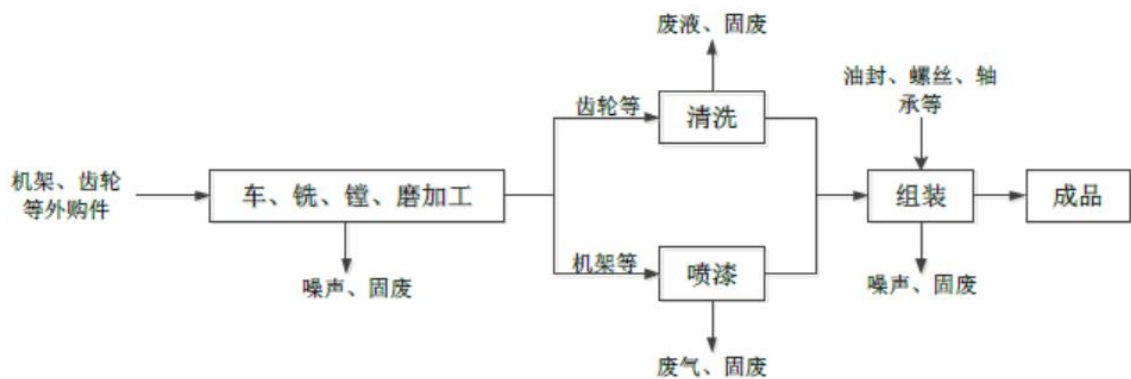 废液、固废
油封、螺丝、轴
承等
齿轮等
清洗
机架、齿轮
等外购件
车、铣、镗、磨加工
组装
成品
机架等
喷漆
噪声、固废
噪声、固废
废气、固废